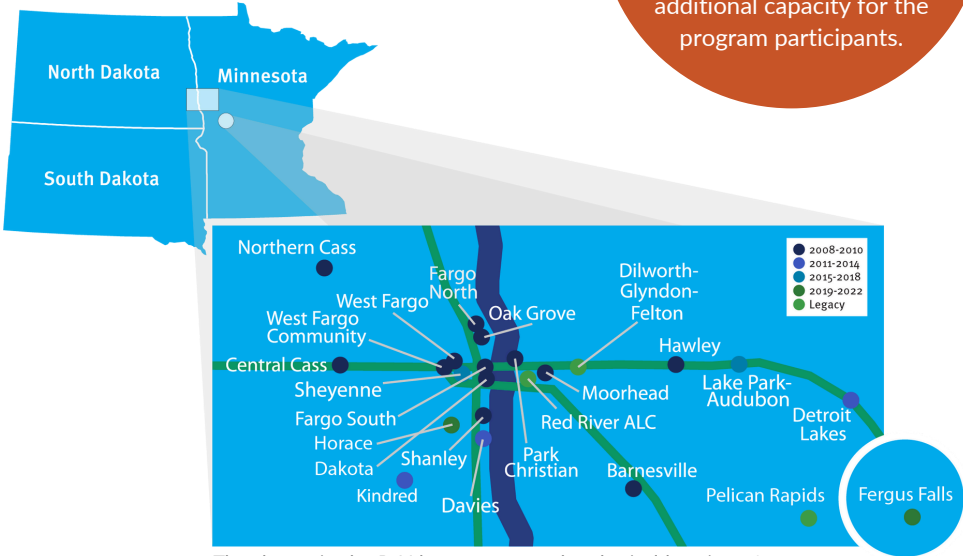 additional capacity for the
program participants.
North Dakota
Minnesota
South Dakota
Northern Cass
Fargo
North
West Fargo
Oak Grove
West Fargo
Community
Dilworth-
Glyndon-
Felton
2008-2010
2011-2014
2015-2018
2019-2022
Legacy
Central Cass
Hawley
Sheyenne
Moorhead
Lake Park-
Audubon
Fargo South
Red River ALC
Detroit
Lakes
Horace
Dakota
Shanley
Park
Christian
Barnesville
Kindred
Davies
Pelican Rapids
Fergus Falls